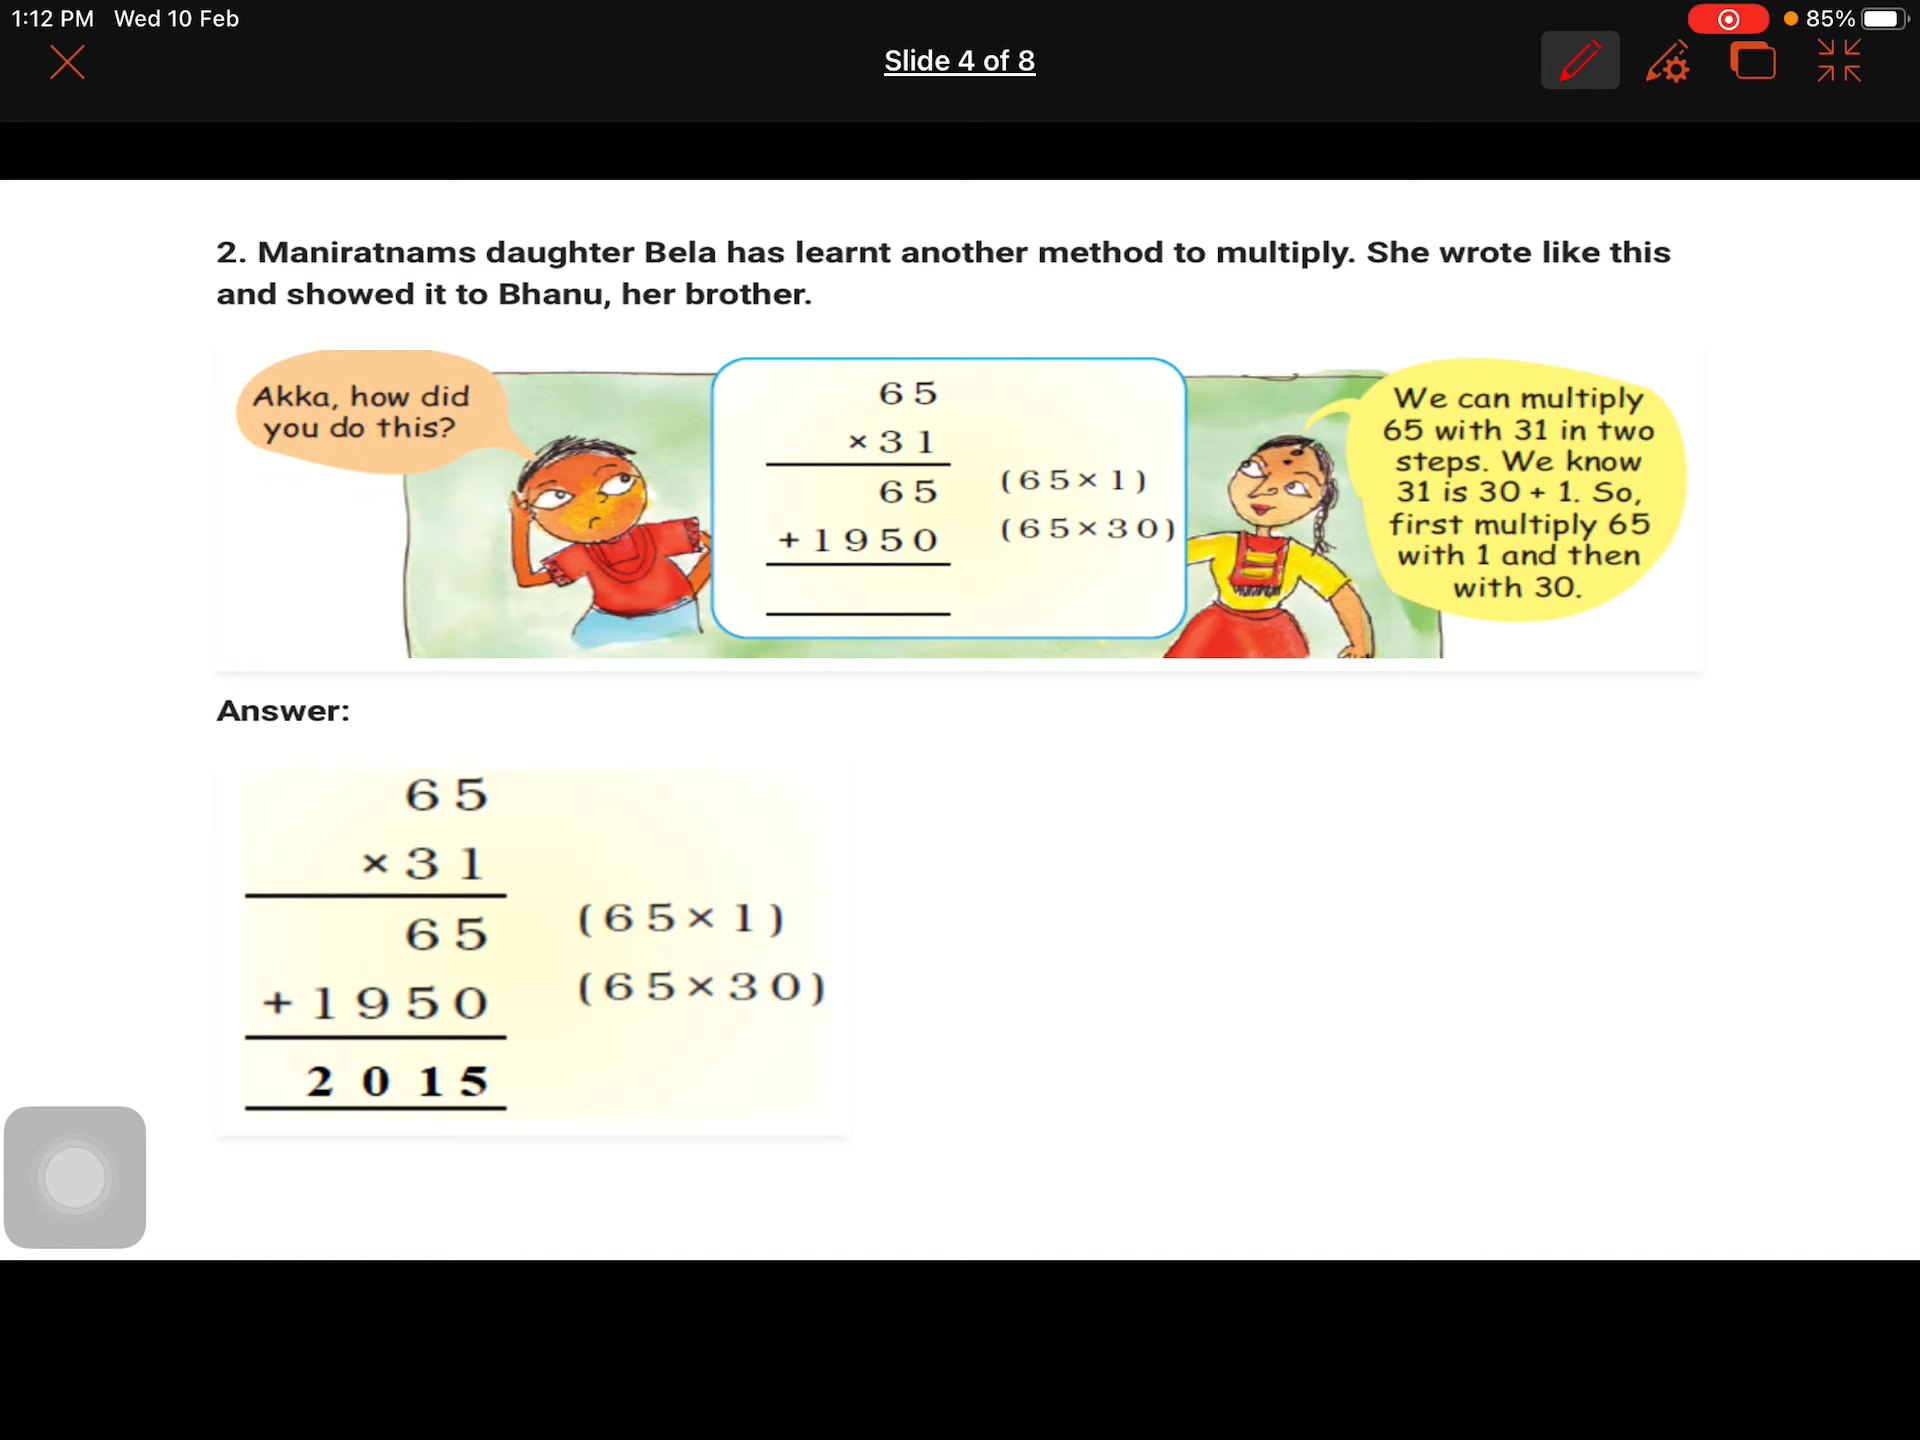 1:12 PM Wed 10 Feb
85%
Slide 4 of 8
2. Maniratnams daughter Bela has learnt another method to multiply. She wrote like this
and showed it to Bhanu, her brother.
Akka, how did
you do this?
65
× 31
65 (65×1)
+1950 (65×30)
We can multiply
65 with 31 in two
steps. We know
31 is 30 + 1. So,
first multiply 65
with 1 and then
with 30.
Answer:
65
× 31
65 (65×1)
+1950 (65×30)
2015